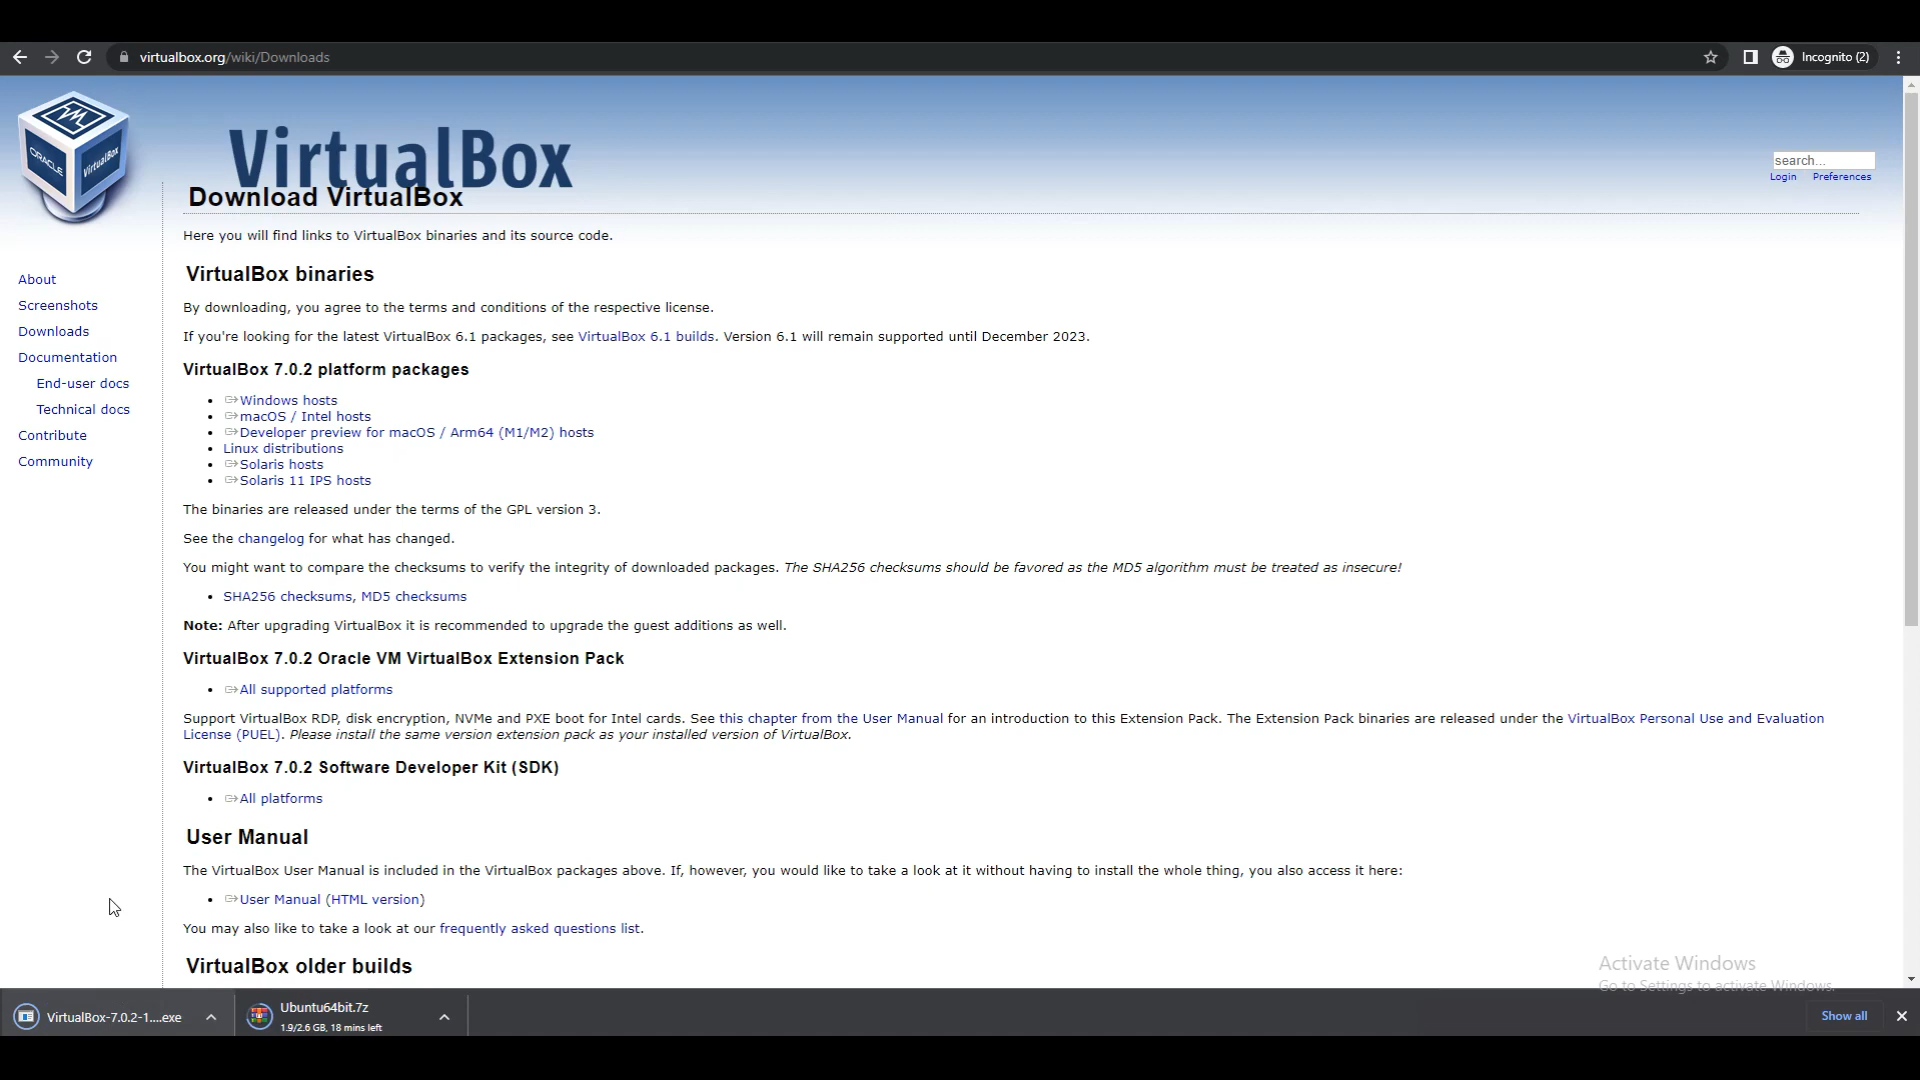 virtualbox.org/wiki/Downloads
Incognito (2)
ORACLE
VirtualBox
VirtualBox
search...
Login Preferences
Download VirtualBox
Here you will find links to VirtualBox binaries and its source code.
About
Screenshots
Downloads
Documentation
End-user docs
Technical docs
Contribute
Community
VirtualBox binaries
By downloading, you agree to the terms and conditions of the respective license.
If you're looking for the latest VirtualBox 6.1 packages, see VirtualBox 6.1 builds. Version 6.1 will remain supported until December 2023.
VirtualBox 7.0.2 platform packages
• Windows hosts
• macOS / Intel hosts
• Developer preview for macOS / Arm64 (M1/M2) hosts
• Linux distributions
• Solaris hosts
• Solaris 11 IPS hosts
The binaries are released under the terms of the GPL version 3.
See the changelog for what has changed.
You might want to compare the checksums to verify the integrity of downloaded packages. The SHA256 checksums should be favored as the MD5 algorithm must be treated as insecure!
• SHA256 checksums, MD5 checksums
Note: After upgrading VirtualBox it is recommended to upgrade the guest additions as well.
VirtualBox 7.0.2 Oracle VM VirtualBox Extension Pack
• All supported platforms
Support VirtualBox RDP, disk encryption, NVMe and PXE boot for Intel cards. See this chapter from the User Manual for an introduction to this Extension Pack. The Extension Pack binaries are released under the VirtualBox Personal Use and Evaluation
License (PUEL). Please install the same version extension pack as your installed version of VirtualBox.
VirtualBox 7.0.2 Software Developer Kit (SDK)
• All platforms
User Manual
The VirtualBox User Manual is included in the VirtualBox packages above. If, however, you would like to take a look at it without having to install the whole thing, you also access it here:
• User Manual (HTML version)
You may also like to take a look at our frequently asked questions list.
VirtualBox older builds
Activate Windows
Go to Settings to activate Windows.
VirtualBox-7.0.2-1....exe
Ubuntu64bit.7z
1.9/2.6 GB, 18 mins left
Show all